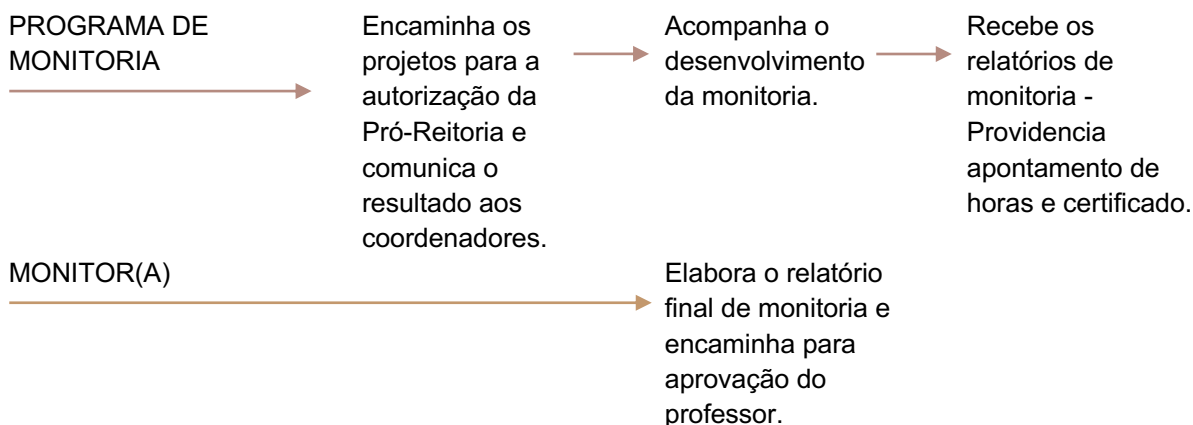 PROGRAMA DE
MONITORIA
Encaminha os
projetos para a
autorização da
Pró-Reitoria e
comunica o
resultado aos
coordenadores.
Acompanha o
desenvolvimento
da monitoria.
Recebe os
relatórios de
monitoria -
Providencia
apontamento de
horas e certificado.
MONITOR(A)
Elabora o relatório
final de monitoria e
encaminha para
aprovação do
professor.